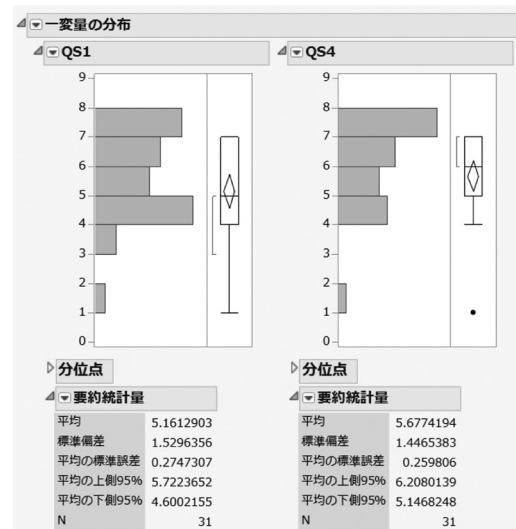 一変量の分布
QS1
9
8
7
6
5
4
3
2
1
0
分位点
要約統計量
平均 5.1612903
標準偏差 1.5296356
平均の標準誤差 0.2747307
平均の上側95% 5.7223652
平均の下側95% 4.6002155
N 31
QS4
9
8
7
6
5
4
3
2
1
0
分位点
要約統計量
平均 5.6774194
標準偏差 1.4465383
平均の標準誤差 0.259806
平均の上側95% 6.2080139
平均の下側95% 5.1468248
N 31